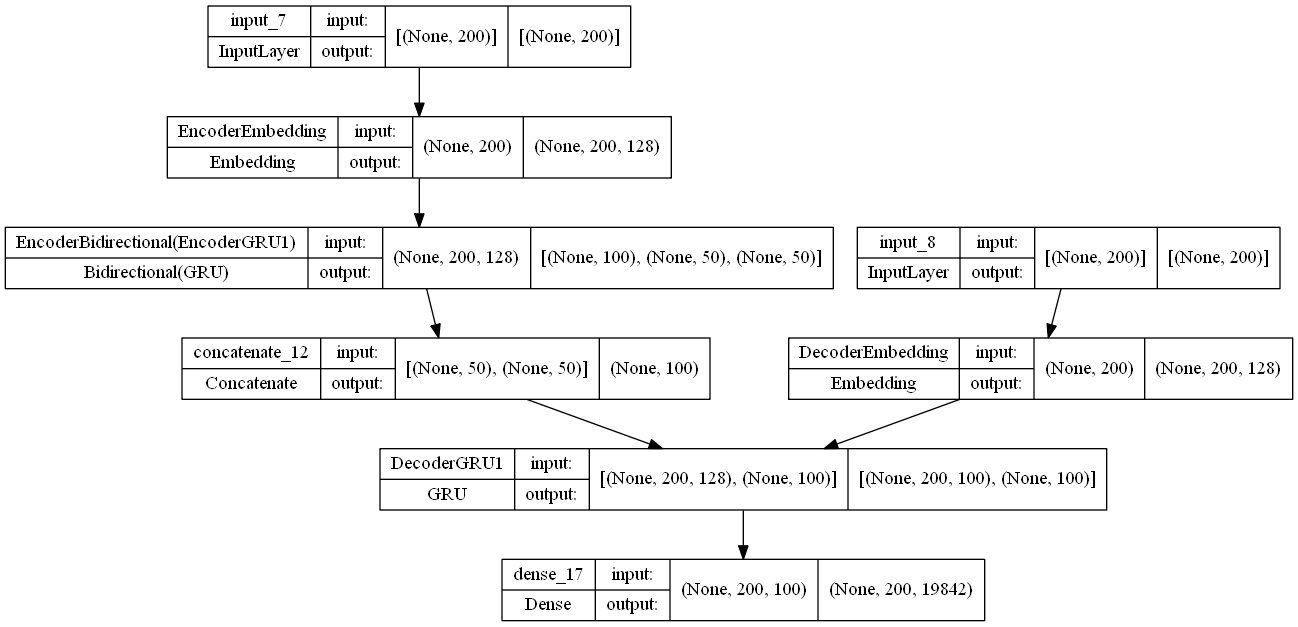 input_7 input: [(None, 200)] [(None, 200)]
InputLayer output:
EncoderEmbedding input: (None, 200) (None, 200, 128)
Embedding output:
EncoderBidirectional(EncoderGRU1) input: (None, 200, 128) [(None, 100), (None, 50), (None, 50)]
Bidirectional(GRU) output:
input_8 input: [(None, 200)] [(None, 200)]
InputLayer output:
concatenate_12 input: [(None, 50), (None, 50)] (None, 100)
Concatenate output:
DecoderEmbedding input: (None, 200) (None, 200, 128)
Embedding output:
DecoderGRU1 input: [(None, 200, 128), (None, 100)] [(None, 200, 100), (None, 100)]
GRU output:
dense_17 input: (None, 200, 100) (None, 200, 19842)
Dense output: